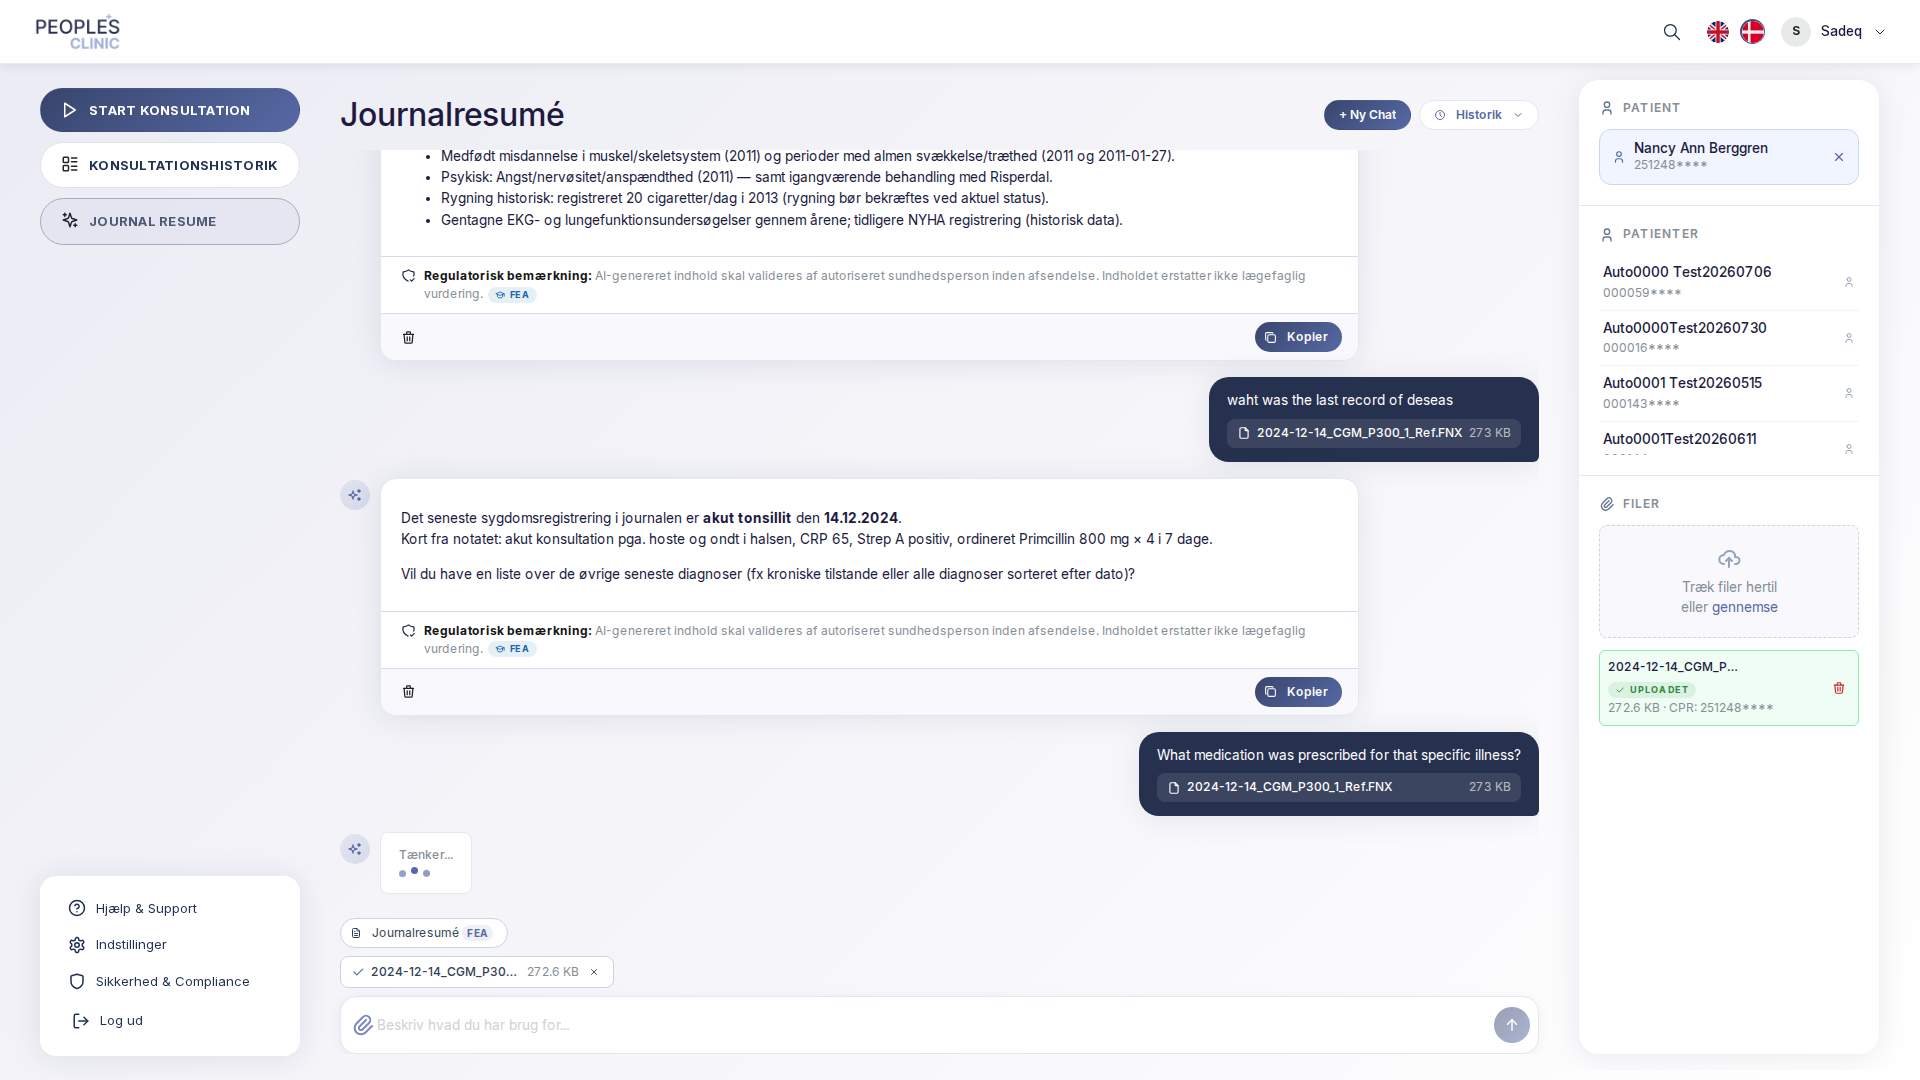 PEOPLE'S
CLINIC
S
Sadeq
START KONSULTATION
KONSULTATIONSHISTORIK
JOURNAL RESUME
Hjælp & Support
Indstillinger
Sikkerhed & Compliance
Log ud
Journalresumé
+ Ny Chat
Historik
• Medfødt misdannelse i muskel/skeletsystem (2011) og perioder med almen svækkelse/træthed (2011 og 2011-01-27).
• Psykisk: Angst/nervøsitet/anspændthed (2011) — samt igangværende behandling med Risperdal.
• Rygning historisk: registreret 20 cigaretter/dag i 2013 (rygning bør bekræftes ved aktuel status).
• Gentagne EKG- og lungefunktionsundersøgelser gennem årene; tidligere NYHA registrering (historisk data).
Regulatorisk bemærkning: AI-genereret indhold skal valideres af autoriseret sundhedsperson inden afsendelse. Indholdet erstatter ikke lægefaglig
vurdering. FEA
Kopier
waht was the last record of deseas
2024-12-14_CGM_P300_1_Ref.FNX 273 KB
Det seneste sygdomsregistrering i journalen er akut tonsillit den 14.12.2024.
Kort fra notatet: akut konsultation pga. hoste og ondt i halsen, CRP 65, Strep A positiv, ordineret Primcillin 800 mg × 4 i 7 dage.
Vil du have en liste over de øvrige seneste diagnoser (fx kroniske tilstande eller alle diagnoser sorteret efter dato)?
Regulatorisk bemærkning: AI-genereret indhold skal valideres af autoriseret sundhedsperson inden afsendelse. Indholdet erstatter ikke lægefaglig
vurdering. FEA
Kopier
What medication was prescribed for that specific illness?
2024-12-14_CGM_P300_1_Ref.FNX 273 KB
Tænker...
Journalresumé FEA
2024-12-14_CGM_P30... 272.6 KB
Beskriv hvad du har brug for...
PATIENT
Nancy Ann Berggren
251248****
PATIENTER
Auto0000 Test20260706
000059****
Auto0000Test20260730
000016****
Auto0001 Test20260515
000143****
Auto0001Test20260611
FILER
Træk filer hertil
eller gennemse
2024-12-14_CGM_P...
UPLOADET
272.6 KB · CPR: 251248****